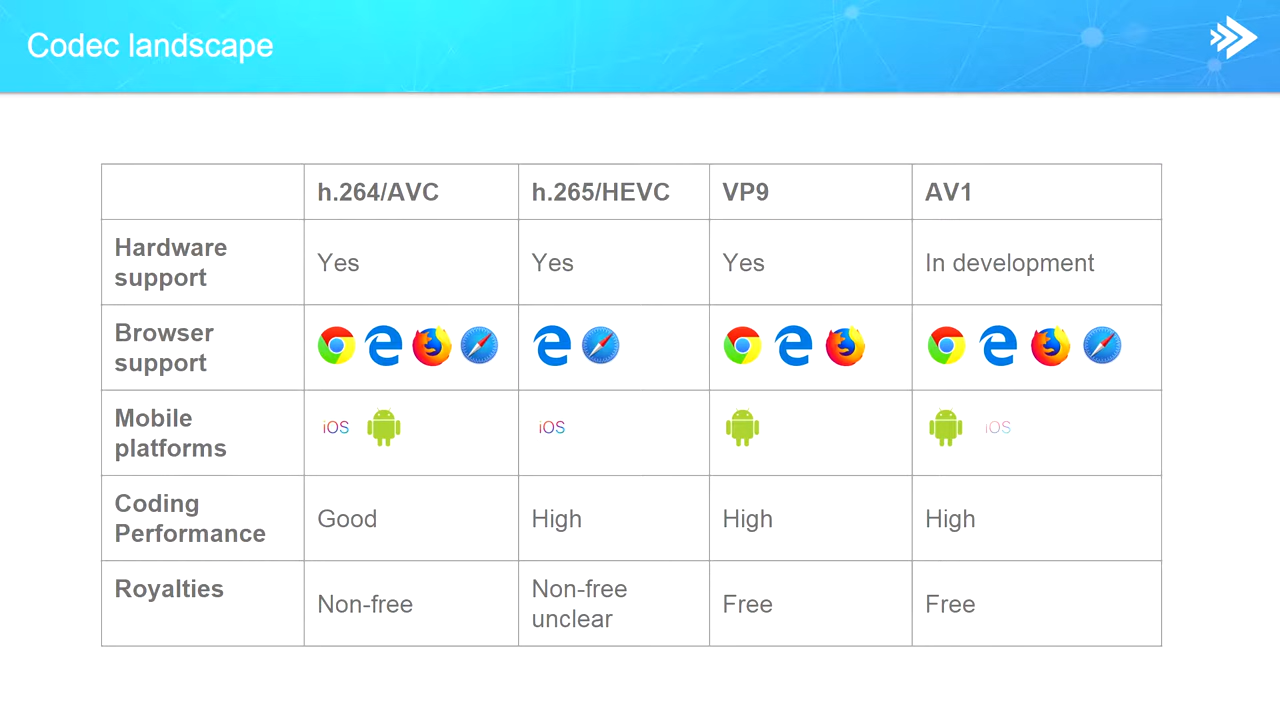 Codec landscape
h.264/AVC
h.265/HEVC
VP9
AV1
Hardware
support
Yes
Yes
Yes
In development
Browser
support
Mobile
platforms
iOS
iOS
iOS
Coding
Performance
Good
High
High
High
Royalties
Non-free
Non-free
unclear
Free
Free